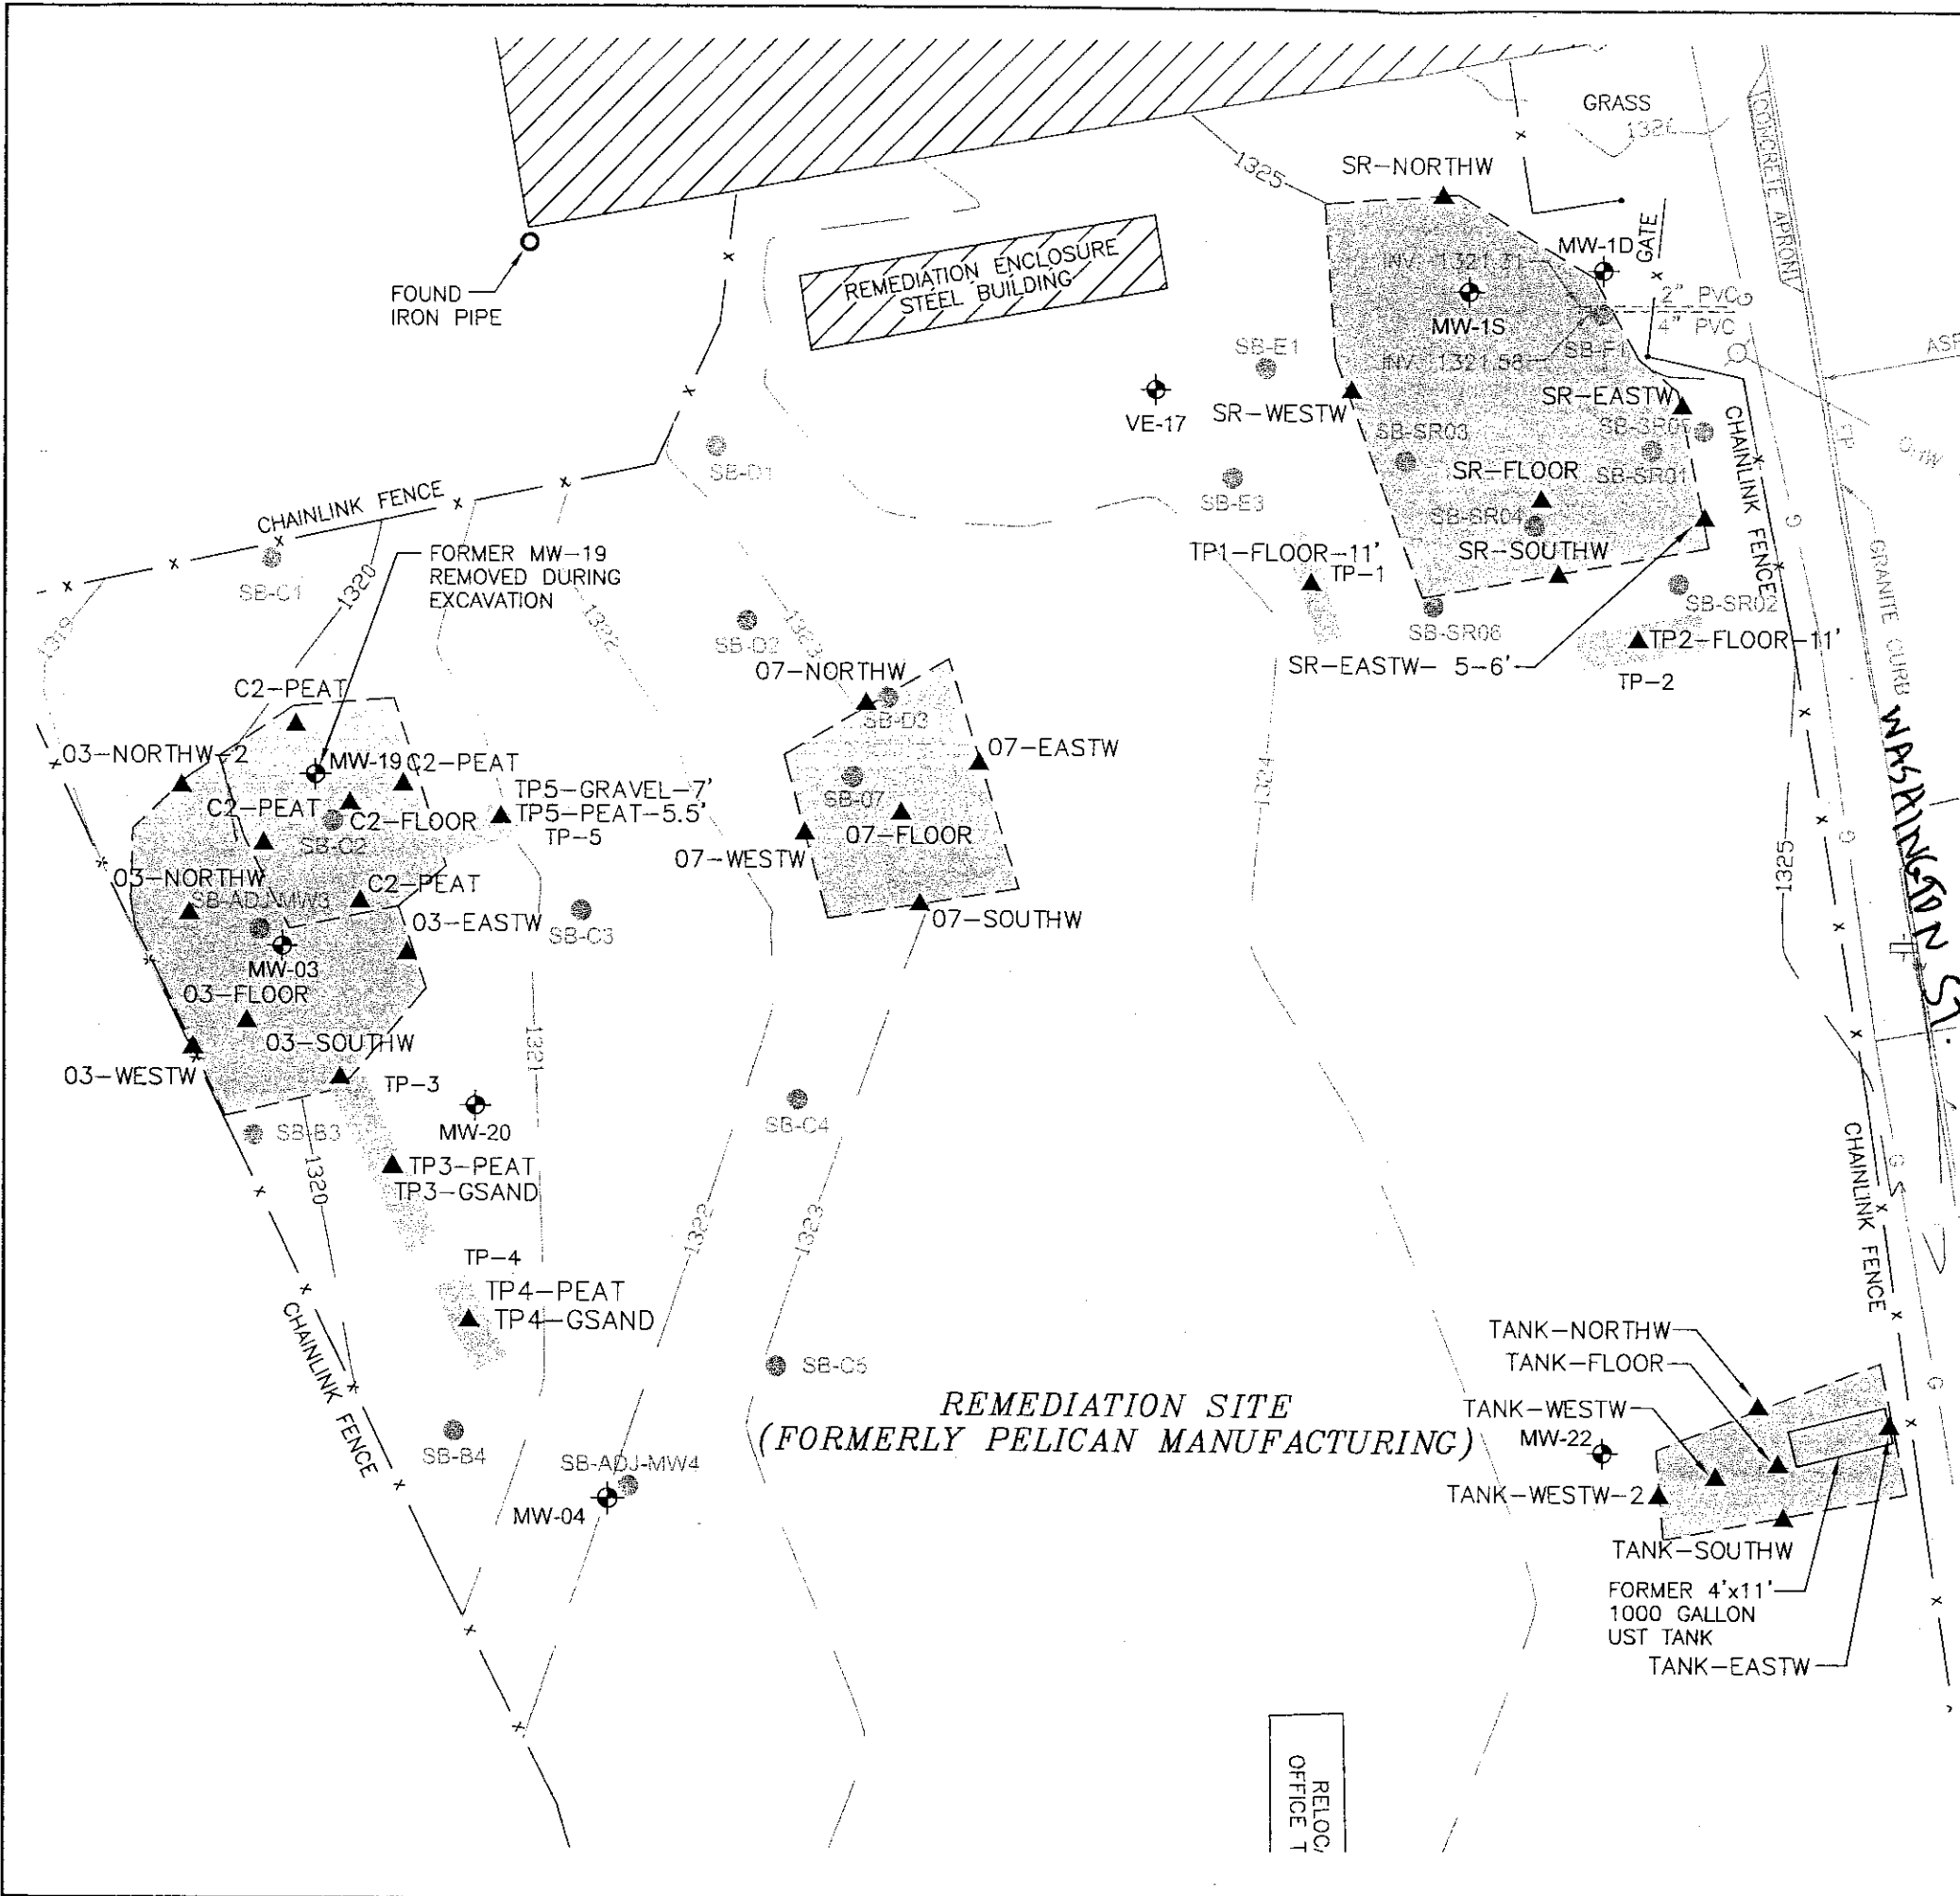 GRASS
1326
CONCRETE APRON
1325
SR-NORTHW
MW-1D
GATE
INV. 1321.31
2" PVC
4" PVC
MW-1S
INV. 1321.58
SB-F1
REMEDIATION ENCLOSURE
STEEL BUILDING
FOUND
IRON PIPE
SB-E1
VE-17
SR-WESTW
SR-EASTW
SB-SR03
SB-SR05
SR-FLOOR
SB-SR01
SB-SR04
SR-SOUTHW
CHAINLINK FENCE
EP
GRANITE CURB
WASHINGTON ST.
G
SB-D1
SB-E3
CHAINLINK FENCE
FORMER MW-19
REMOVED DURING
EXCAVATION
SB-C1
1320
1319
1322
1323
SB-D2
TP1-FLOOR-11'
TP-1
SB-SR06
SB-SR02
SR-EASTW- 5-6'
TP2-FLOOR-11'
TP-2
C2-PEAT
03-NORTHW-2
MW-19
C2-PEAT
C2-PEAT
C2-FLOOR
SB-C2
TP5-GRAVEL-7'
TP5-PEAT-5.5'
TP-5
07-NORTHW
SB-D3
07-EASTW
SB-07
07-FLOOR
07-WESTW
07-SOUTHW
1324
1325
G
03-NORTHW
C2-PEAT
SB-ADJ-MW3
03-EASTW
SB-C3
MW-03
03-FLOOR
03-SOUTHW
03-WESTW
TP-3
1321
MW-20
SB-B3
TP3-PEAT
TP3-GSAND
1320
SB-C4
1322
1323
TP-4
TP4-PEAT
TP4-GSAND
CHAINLINK FENCE
CHAINLINK FENCE
G
SB-C5
SB-B4
SB-ADJ-MW4
MW-04
REMEDIATION SITE
(FORMERLY PELICAN MANUFACTURING)
TANK-NORTHW
TANK-FLOOR
TANK-WESTW
MW-22
TANK-WESTW-2
TANK-SOUTHW
FORMER 4'x11'
1000 GALLON
UST TANK
TANK-EASTW
G
G
RELOC
OFFICE T